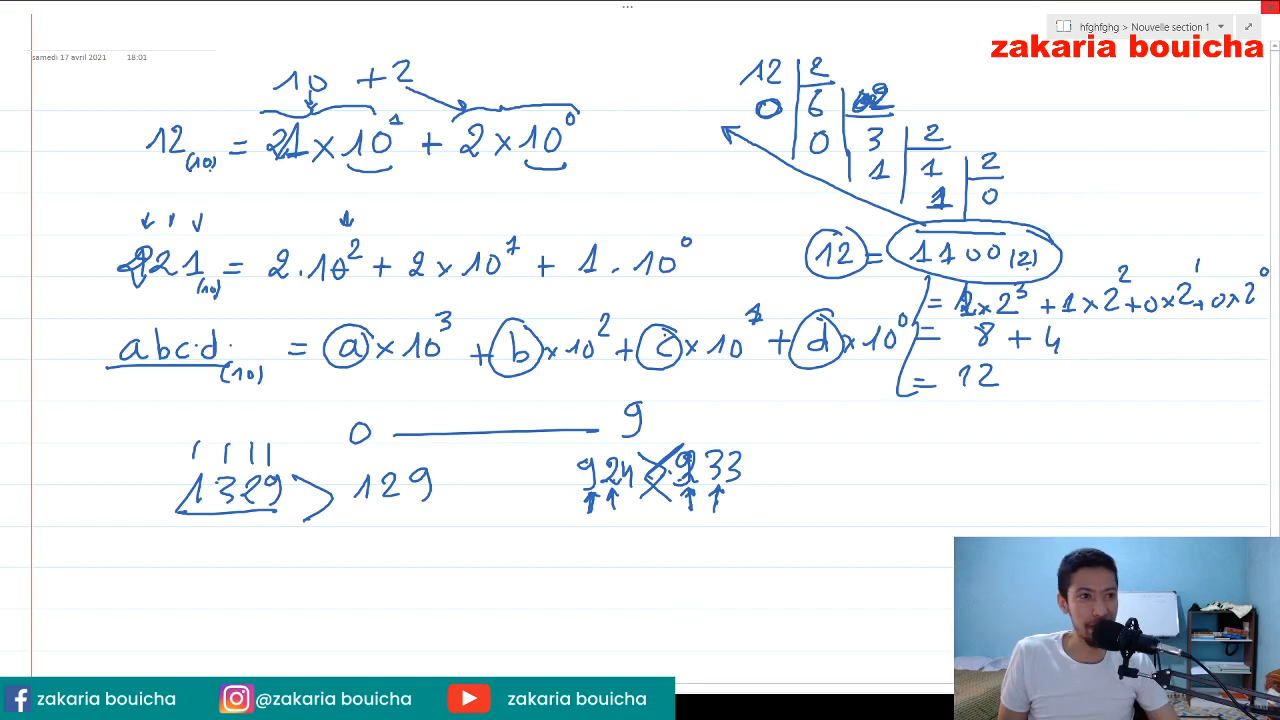 hfghfghg > Nouvelle section 1
zakaria bouicha
samedi 17 avril 2021 18:01
10 + 2
12(10) = 1 × 10¹ + 2 × 10⁰
12 2
0 6
0 3 2
1 1 2
1 0
221(10) = 2 . 10² + 2 × 10¹ + 1 . 10⁰
12 = 1100(2)
= 1 × 2³ + 1 × 2² + 0 × 2¹ + 0 × 2⁰
= 8 + 4
= 12
abcd(10) = a × 10³ + b × 10² + c × 10¹ + d × 10⁰
0 9
1329 > 129
924 933
zakaria bouicha @zakaria bouicha zakaria bouicha